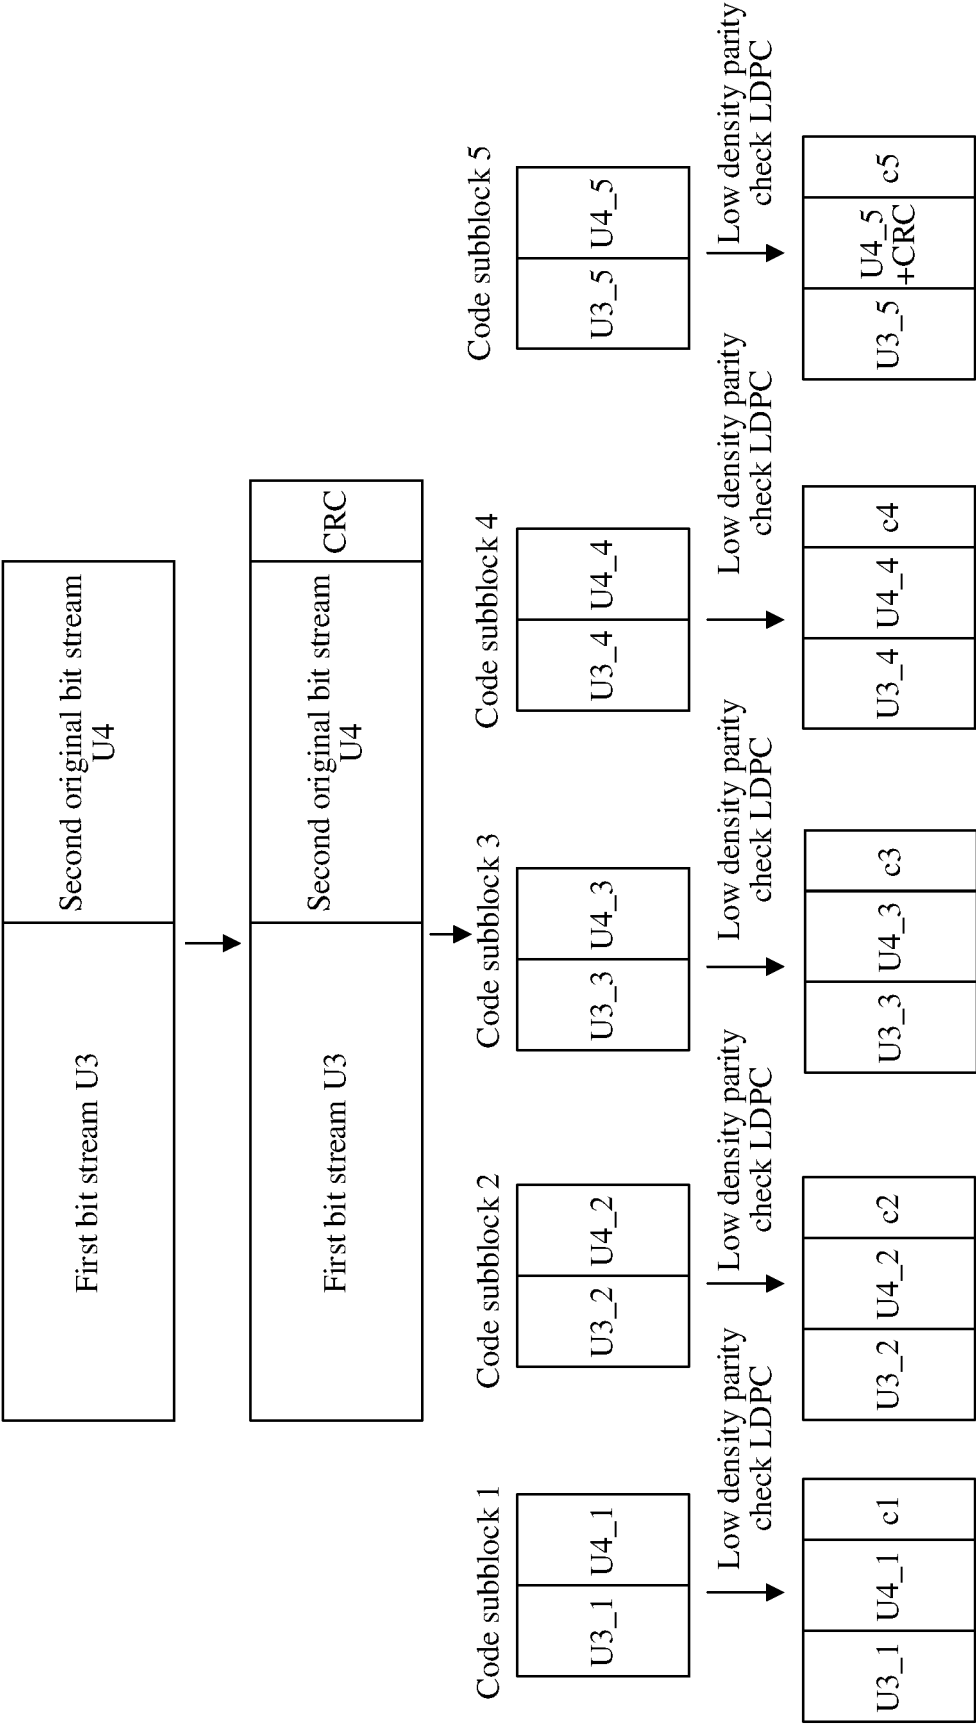 First bit stream U3
Second original bit stream
U4
First bit stream U3
Second original bit stream
U4
CRC
Code subblock 1
Code subblock 2
Code subblock 3
Code subblock 4
Code subblock 5
U3_1
U4_1
U3_2
U4_2
U3_3
U4_3
U3_4
U4_4
U3_5
U4_5
Low density parity
check LDPC
Low density parity
check LDPC
Low density parity
check LDPC
Low density parity
check LDPC
Low density parity
check LDPC
U3_1
U4_1
c1
U3_2
U4_2
c2
U3_3
U4_3
c3
U3_4
U4_4
c4
U3_5
U4_5
+CRC
c5